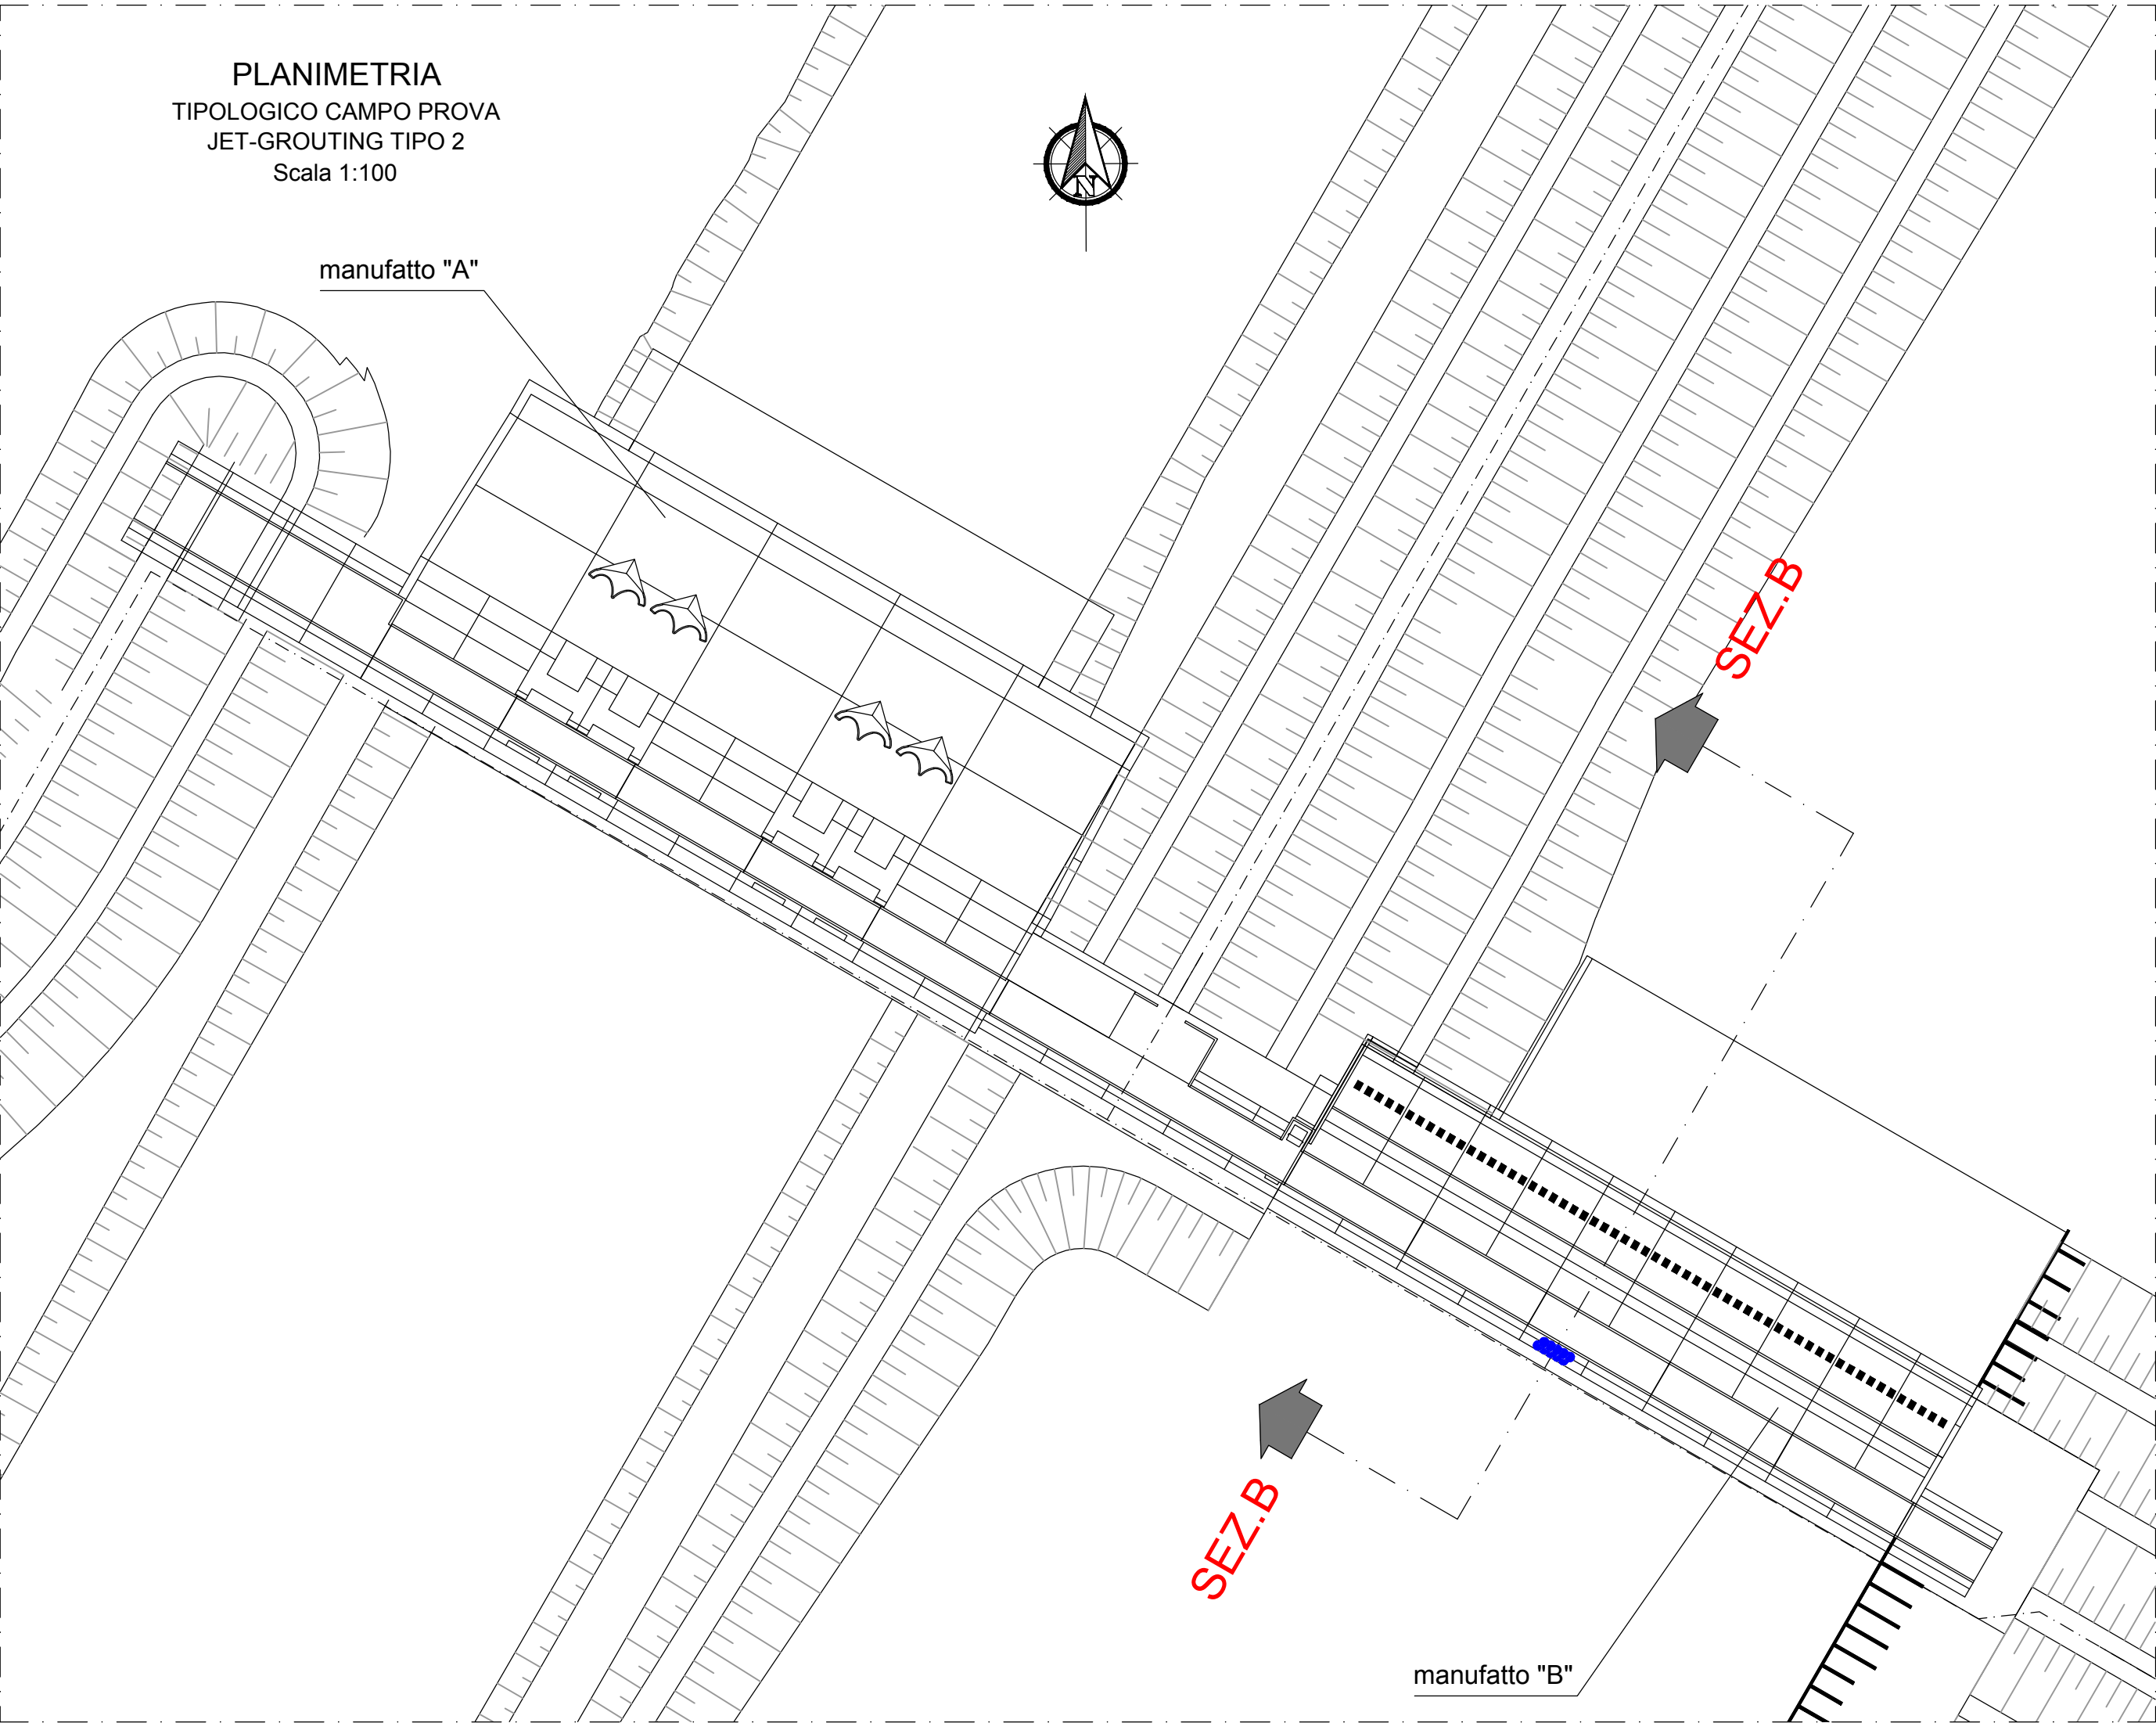 PLANIMETRIA
TIPOLOGICO CAMPO PROVA
JET-GROUTING TIPO 2
Scala 1:100
N
manufatto "A"
SEZ.B
SEZ.B
manufatto "B"